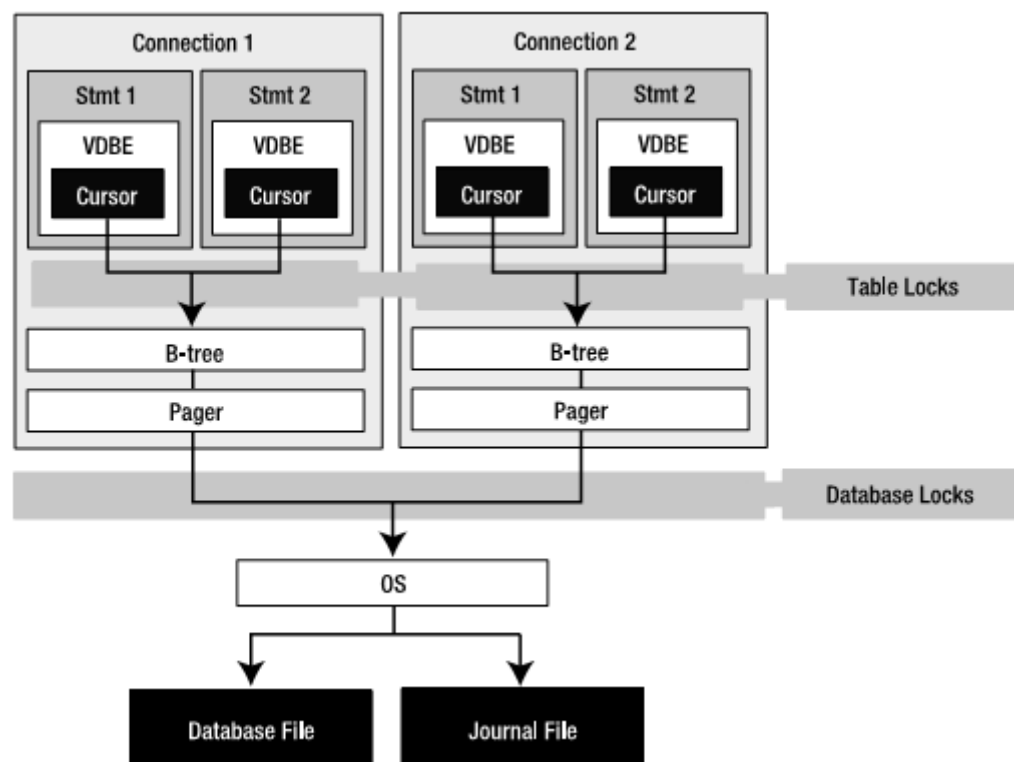 Connection 1
Connection 2
Stmt 1
Stmt 2
Stmt 1
Stmt 2
VDBE
VDBE
VDBE
VDBE
Cursor
Cursor
Cursor
Cursor
Table Locks
B-tree
B-tree
Pager
Pager
Database Locks
OS
Database File
Journal File